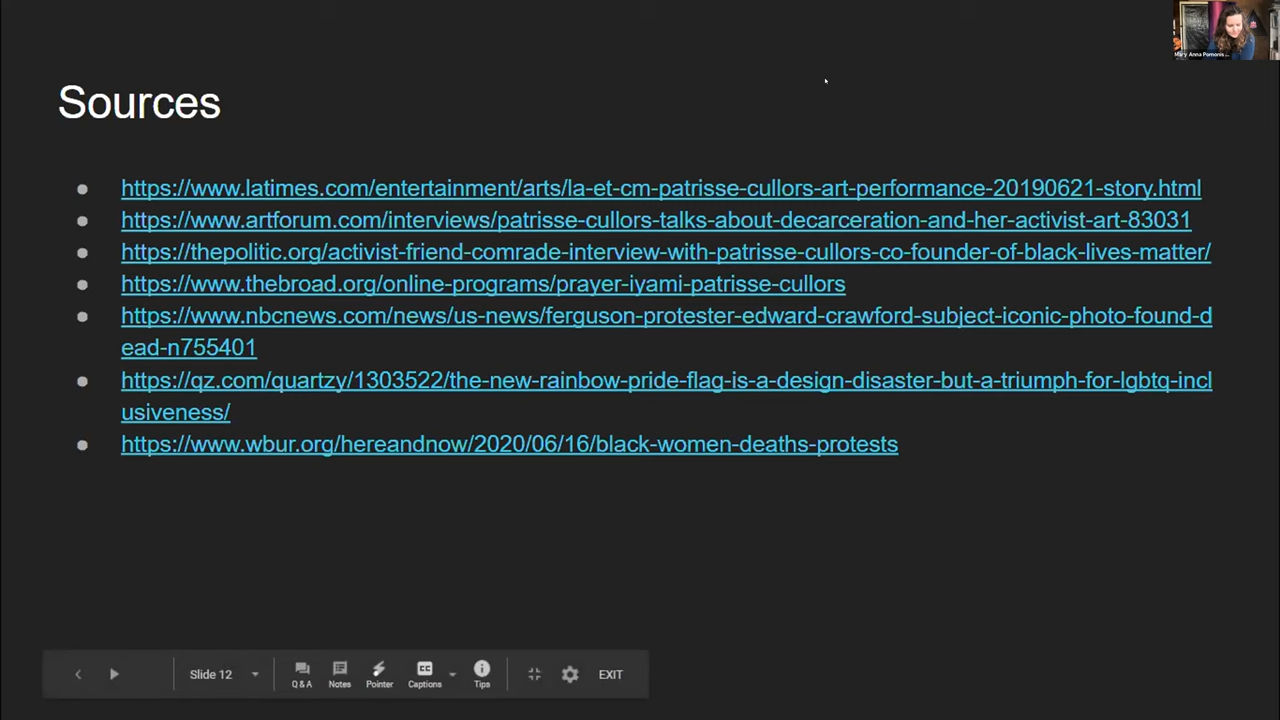 Mary Anna Pomonis ...
Sources
https://www.latimes.com/entertainment/arts/la-et-cm-patrisse-cullors-art-performance-20190621-story.html
https://www.artforum.com/interviews/patrisse-cullors-talks-about-decarceration-and-her-activist-art-83031
https://thepolitic.org/activist-friend-comrade-interview-with-patrisse-cullors-co-founder-of-black-lives-matter/
https://www.thebroad.org/online-programs/prayer-iyami-patrisse-cullors
https://www.nbcnews.com/news/us-news/ferguson-protester-edward-crawford-subject-iconic-photo-found-d
ead-n755401
https://qz.com/quartzy/1303522/the-new-rainbow-pride-flag-is-a-design-disaster-but-a-triumph-for-lgbtq-incl
usiveness/
https://www.wbur.org/hereandnow/2020/06/16/black-women-deaths-protests
Slide 12
Q & A
Notes
Pointer
CC
Captions
Tips
EXIT